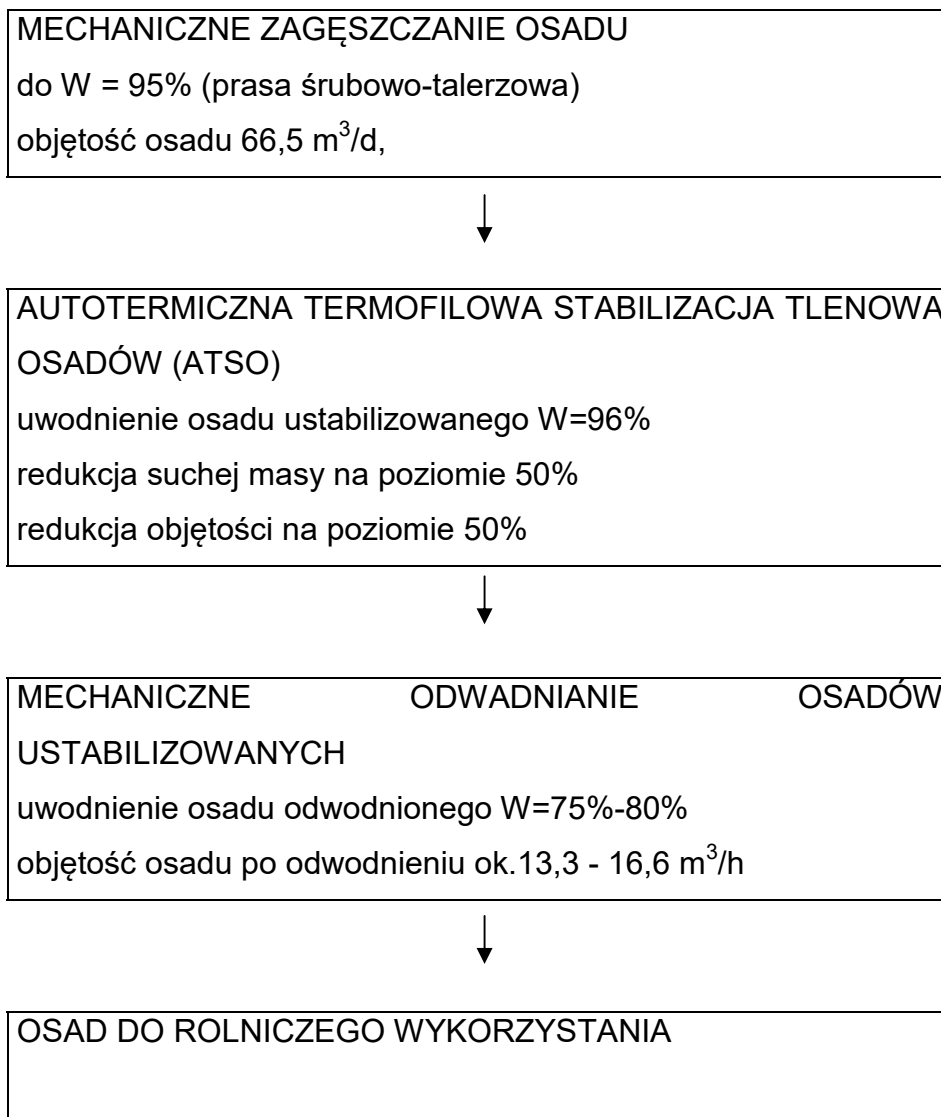 MECHANICZNE ZAGĘSZCZANIE OSADU
do W = 95% (prasa śrubowo-talerzowa)
objętość osadu 66,5 m³/d,
AUTOTERMICZNA TERMOFILOWA STABILIZACJA TLENOWA
OSADÓW (ATSO)
uwodnienie osadu ustabilizowanego W=96%
redukcja suchej masy na poziomie 50%
redukcja objętości na poziomie 50%
MECHANICZNE ODWADNIANIE OSADÓW
USTABILIZOWANYCH
uwodnienie osadu odwodnionego W=75%-80%
objętość osadu po odwodnieniu ok.13,3 - 16,6 m³/h
OSAD DO ROLNICZEGO WYKORZYSTANIA